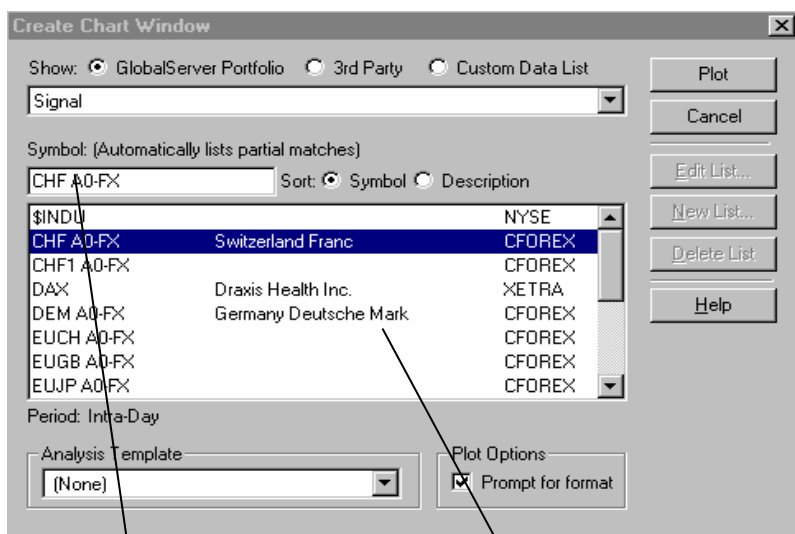 Create Chart Window
Show: GlobalServer Portfolio 3rd Party Custom Data List
Signal
Symbol: (Automatically lists partial matches)
CHF A0-FX Sort: Symbol Description
$INDU NYSE
CHF A0-FX Switzerland Franc CFOREX
CHF1 A0-FX CFOREX
DAX Draxis Health Inc. XETRA
DEM A0-FX Germany Deutsche Mark CFOREX
EUCH A0-FX CFOREX
EUGB A0-FX CFOREX
EUJP A0-FX CFOREX
Period: Intra-Day
Analysis Template
(None)
Plot Options
Prompt for format
Plot
Cancel
Edit List...
New List...
Delete List
Help